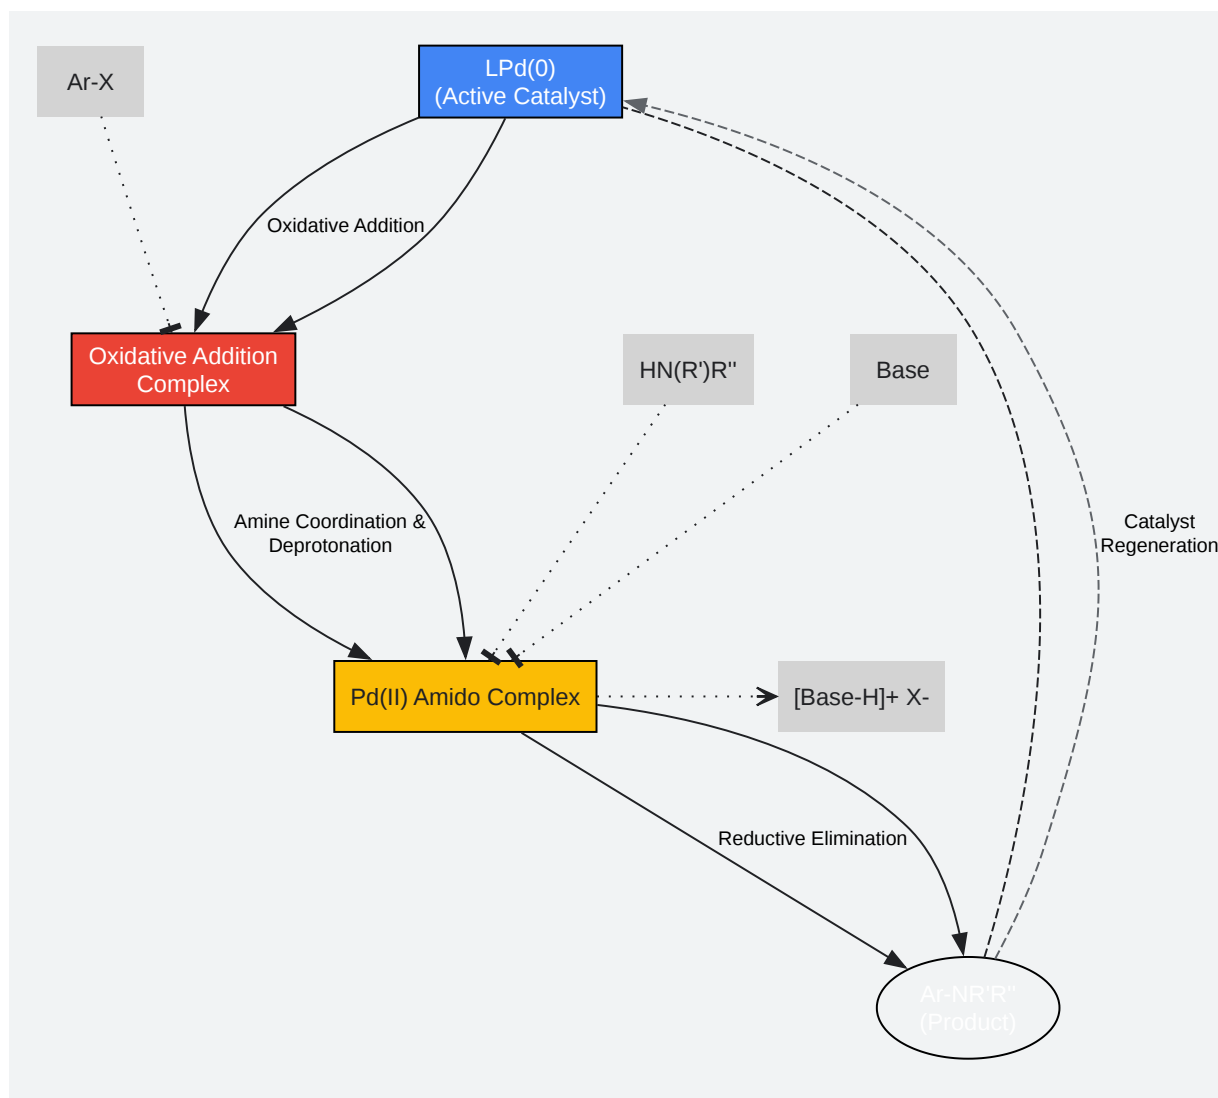 Ar-X
LPd(0)
(Active Catalyst)
Oxidative Addition
Oxidative Addition
Complex
HN(R')R''
Base
Amine Coordination &
Deprotonation
Catalyst
Regeneration
Pd(II) Amido Complex
[Base-H]+ X-
Reductive Elimination
Ar-NR'R''
(Product)